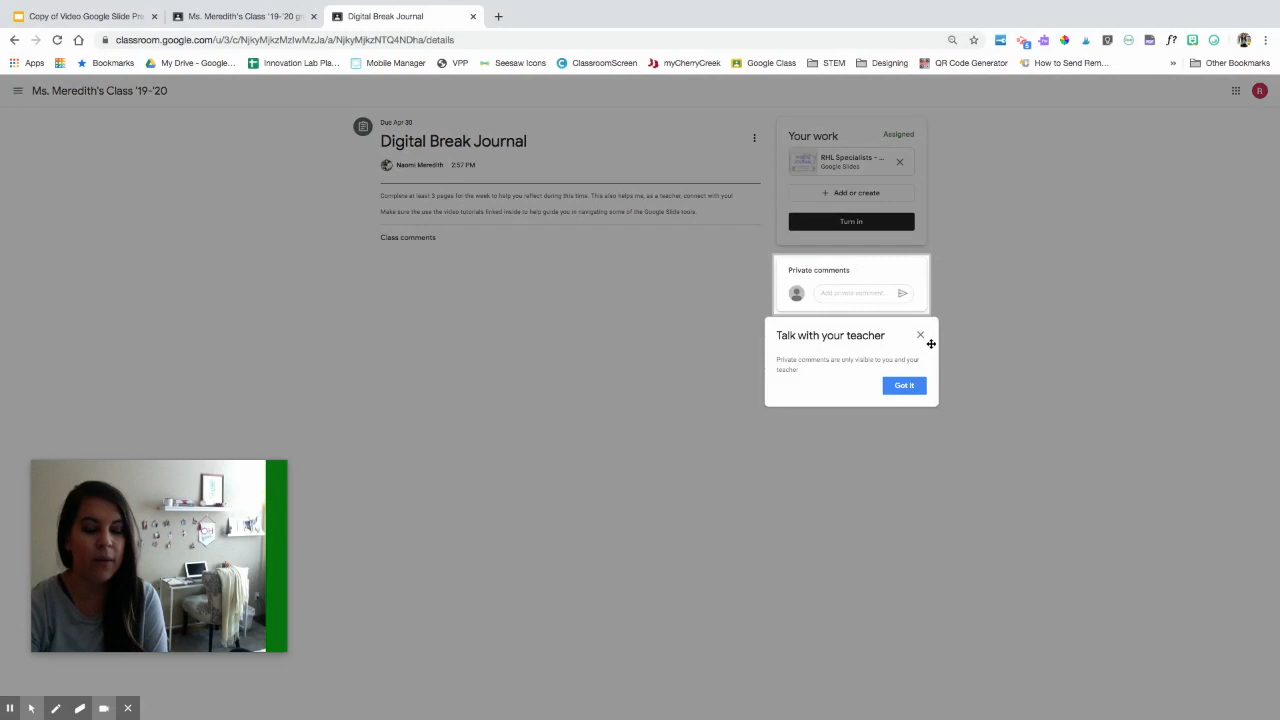 Copy of Video Google Slide Pre
Ms. Meredith's Class '19-'20 gr
Digital Break Journal
classroom.google.com/u/3/c/NjkyMjkzMzIwMzJa/a/NjkyMjkzNTQ4NDha/details
Apps
Bookmarks
My Drive - Google...
Innovation Lab Pla...
Mobile Manager
VPP
Seesaw Iowa's
ClassroomScreen
myCherryCreek
Google Class
STEM
Designing
QR Code Generator
How to Send Rem...
»
Other Bookmarks
Ms. Meredith's Class '19-'20
R
Due Apr 30
Digital Break Journal
Naomi Meredith 2:57 PM
Complete at least 3 pages for the week to help you reflect during this time. This also helps me, as a teacher, connect with you!
Make sure the use the video tutorials linked inside to help guide you in navigating some of the Google Slide tools.
Class comments
Your work
Assigned
RHL Specialists - ...
Google Slides
+ Add or create
Turn in
Private comments
Add private comment...
Talk with your teacher
Private comments are only visible to you and your
teacher
Got it
OH